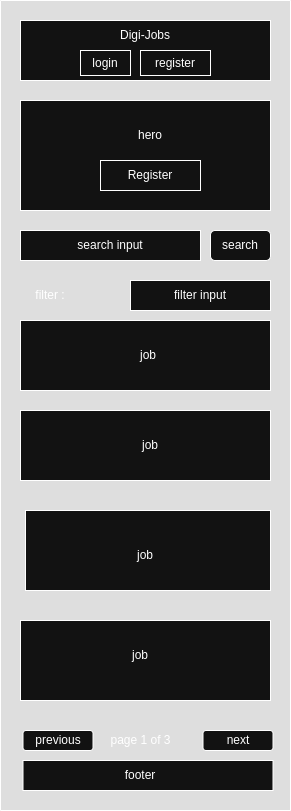 Digi-Jobs
login register
hero
Register
search input search
filter : filter input
job
job
job
job
previous page 1 of 3 next
footer